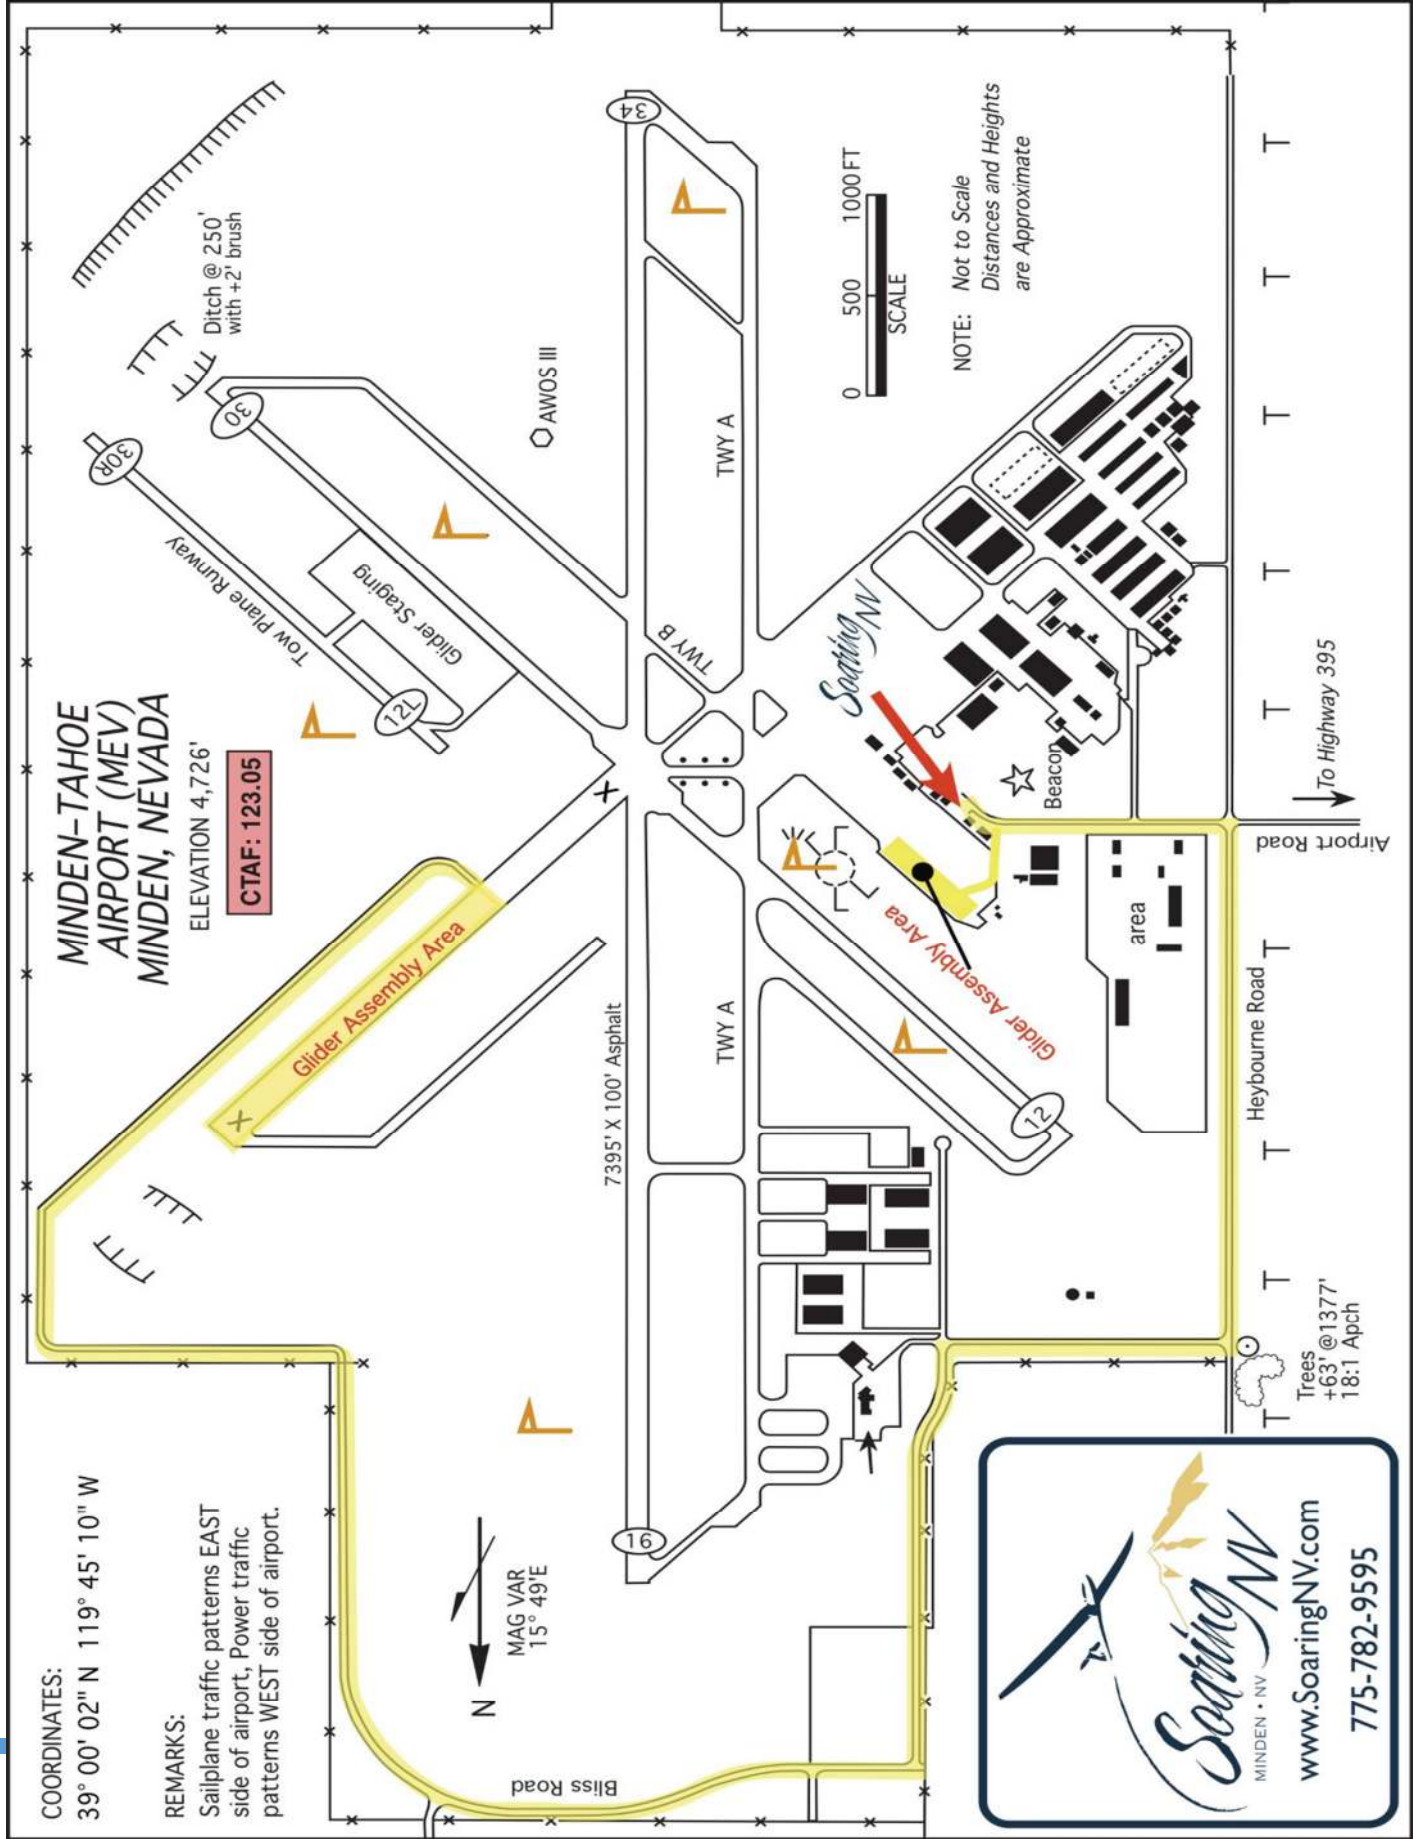 MINDEN-TAHOE
AIRPORT (MEV)
MINDEN, NEVADA
ELEVATION 4,726'
CTAF: 123.05
COORDINATES:
39° 00' 02" N 119° 45' 10" W
REMARKS:
Sailplane traffic patterns EAST
side of airport, Power traffic
patterns WEST side of airport.
N
MAG VAR
15° 49'E
Bliss Road
Glider Assembly Area
X
X
Tow Plane Runway
Glider Staging
12L
30R
30
Ditch @ 250'
with +2' brush
AWOS III
7395' X 100' Asphalt
16
34
TWY A
TWY B
TWY A
0 500 1000 FT
SCALE
NOTE: Not to Scale
Distances and Heights
are Approximate
Soaring NV
Glider Assembly Area
12
Beacon
area
Airport Road
To Highway 395
Heybourne Road
Trees
+63' @1377'
18:1 Apch
Soaring NV
MINDEN • NV
www.SoaringNV.com
775-782-9595